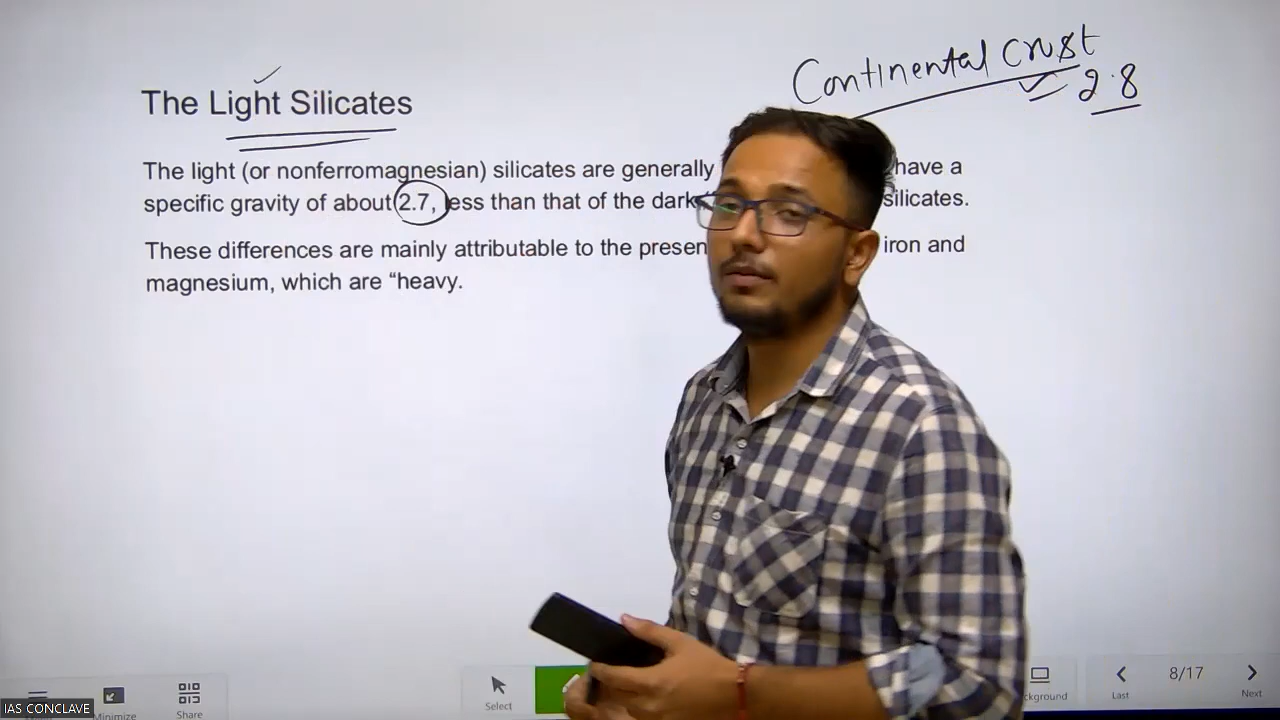 Continental Crust
2.8
The Light Silicates
The light (or nonferromagnesian) silicates are generally have a
specific gravity of about 2.7, less than that of the dark silicates.
These differences are mainly attributable to the iron and
magnesium, which are “heavy.
Select
Last
8/17
Next
IAS CONCLAVE
Share